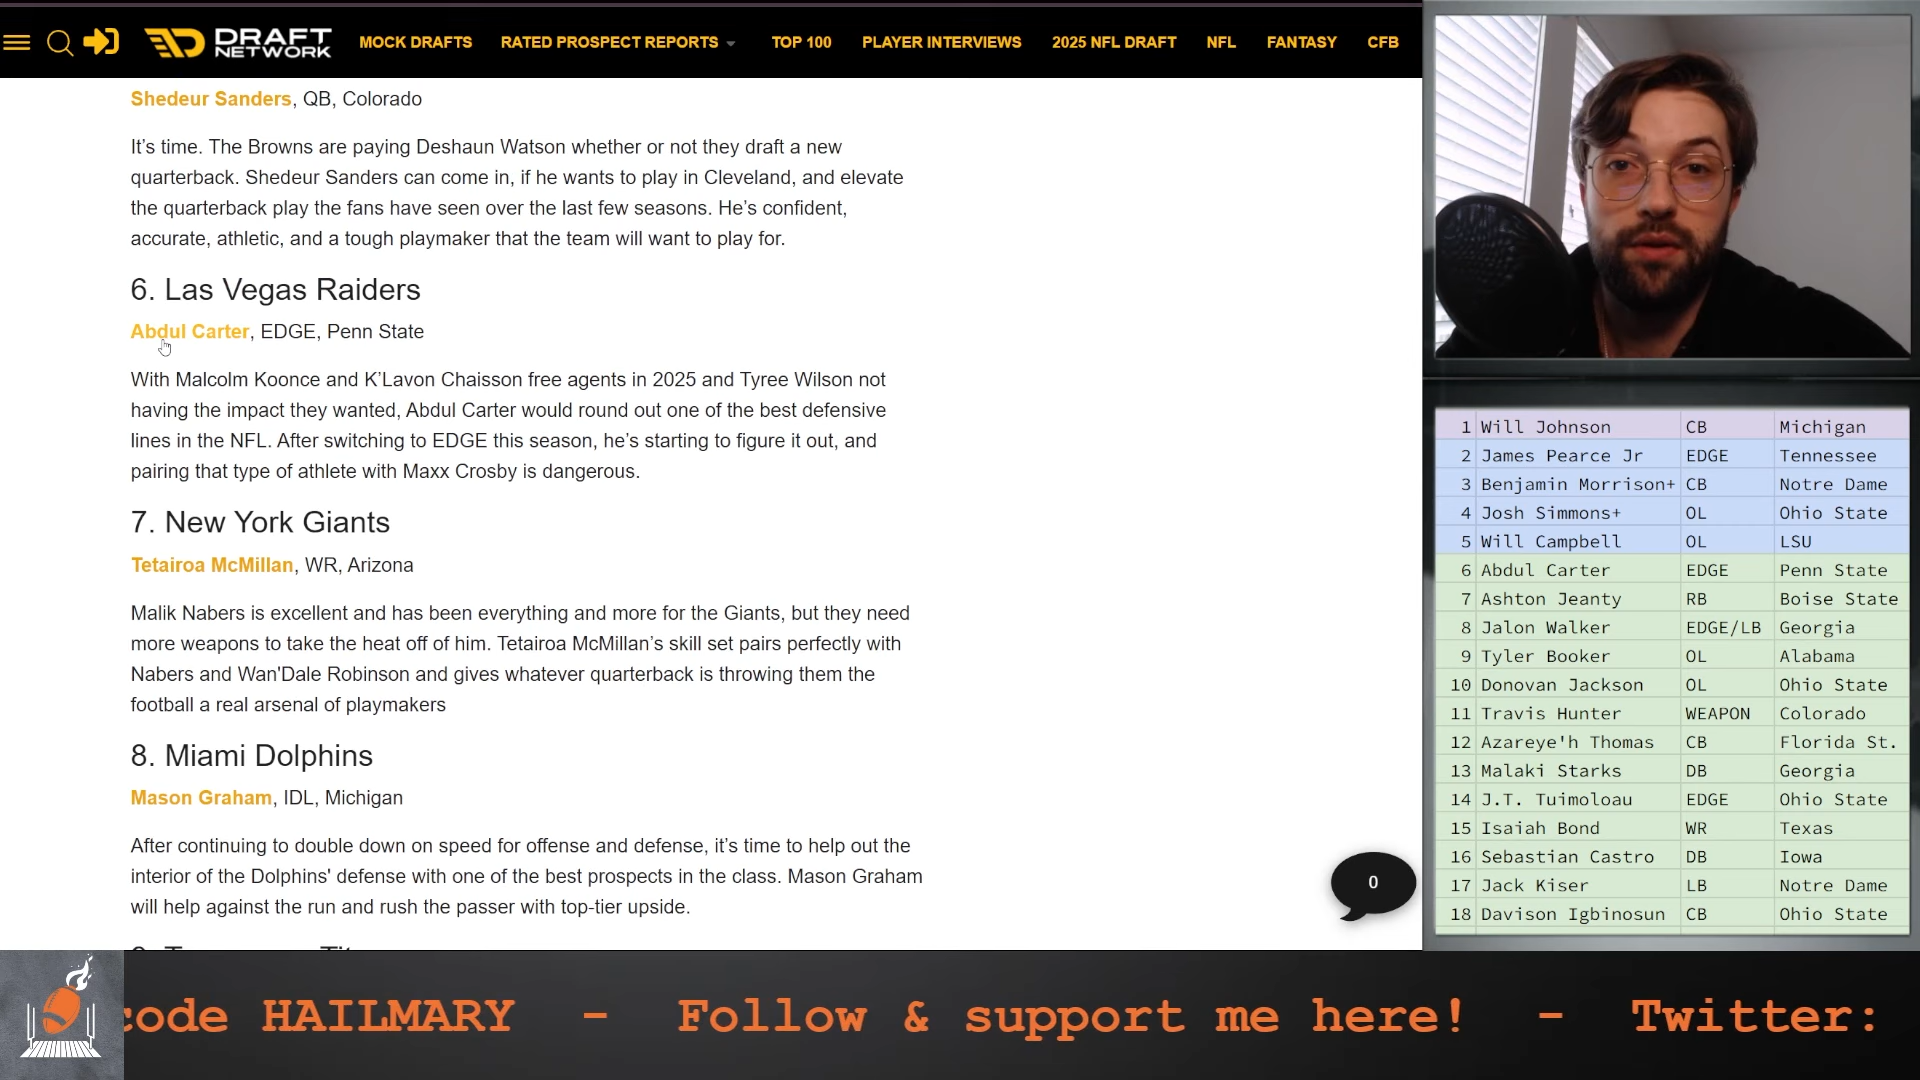 DRAFT NETWORK
MOCK DRAFTS RATED PROSPECT REPORTS TOP 100 PLAYER INTERVIEWS 2025 NFL DRAFT NFL FANTASY CFB
Shedeur Sanders, QB, Colorado
It’s time. The Browns are paying Deshaun Watson whether or not they draft a new
quarterback. Shedeur Sanders can come in, if he wants to play in Cleveland, and elevate
the quarterback play the fans have seen over the last few seasons. He’s confident,
accurate, athletic, and a tough playmaker that the team will want to play for.
6. Las Vegas Raiders
Abdul Carter, EDGE, Penn State
With Malcolm Koonce and K’Lavon Chaisson free agents in 2025 and Tyree Wilson not
having the impact they wanted, Abdul Carter would round out one of the best defensive
lines in the NFL. After switching to EDGE this season, he’s starting to figure it out, and
pairing that type of athlete with Maxx Crosby is dangerous.
7. New York Giants
Tetairoa McMillan, WR, Arizona
Malik Nabers is excellent and has been everything and more for the Giants, but they need
more weapons to take the heat off of him. Tetairoa McMillan’s skill set pairs perfectly with
Nabers and Wan'Dale Robinson and gives whatever quarterback is throwing them the
football a real arsenal of playmakers
8. Miami Dolphins
Mason Graham, IDL, Michigan
After continuing to double down on speed for offense and defense, it’s time to help out the
interior of the Dolphins' defense with one of the best prospects in the class. Mason Graham
will help against the run and rush the passer with top-tier upside.
0
1 Will Johnson CB Michigan
2 James Pearce Jr EDGE Tennessee
3 Benjamin Morrison+ CB Notre Dame
4 Josh Simmons+ OL Ohio State
5 Will Campbell OL LSU
6 Abdul Carter EDGE Penn State
7 Ashton Jeanty RB Boise State
8 Jalon Walker EDGE/LB Georgia
9 Tyler Booker OL Alabama
10 Donovan Jackson OL Ohio State
11 Travis Hunter WEAPON Colorado
12 Azareye'h Thomas CB Florida St.
13 Malaki Starks DB Georgia
14 J.T. Tuimoloau EDGE Ohio State
15 Isaiah Bond WR Texas
16 Sebastian Castro DB Iowa
17 Jack Kiser LB Notre Dame
18 Davison Igbinosun CB Ohio State
code HAILMARY - Follow & support me here! - Twitter: